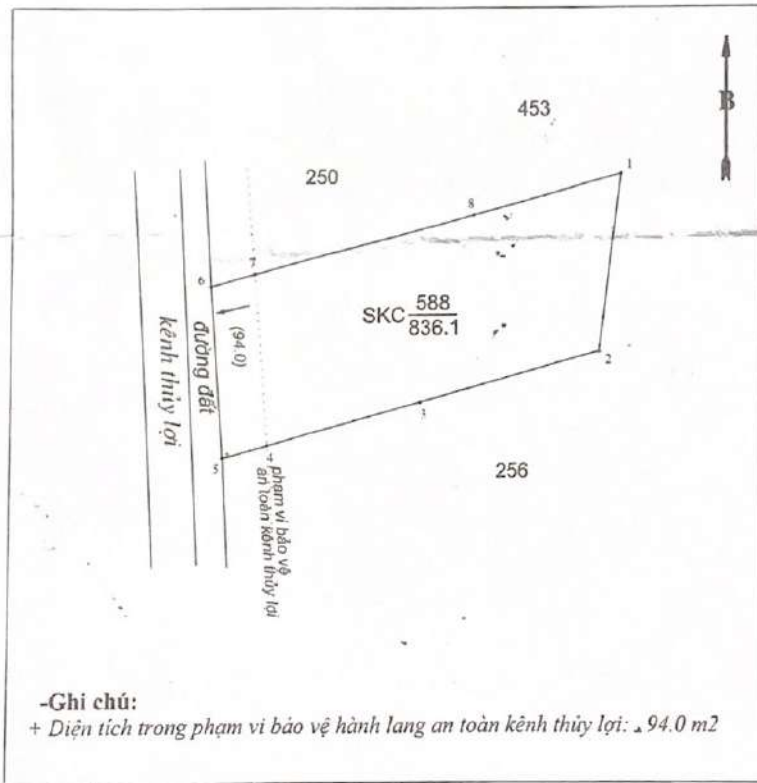 453
B
1
250
8
7
6
SKC 588
836.1
(94.0)
đường đất
kênh thủy lợi
2
3
256
4
5
phạm vi bảo vệ
an toàn kênh thủy lợi
-Ghi chú:
+ Diện tích trong phạm vi bảo vệ hành lang an toàn kênh thủy lợi: 94.0 m2